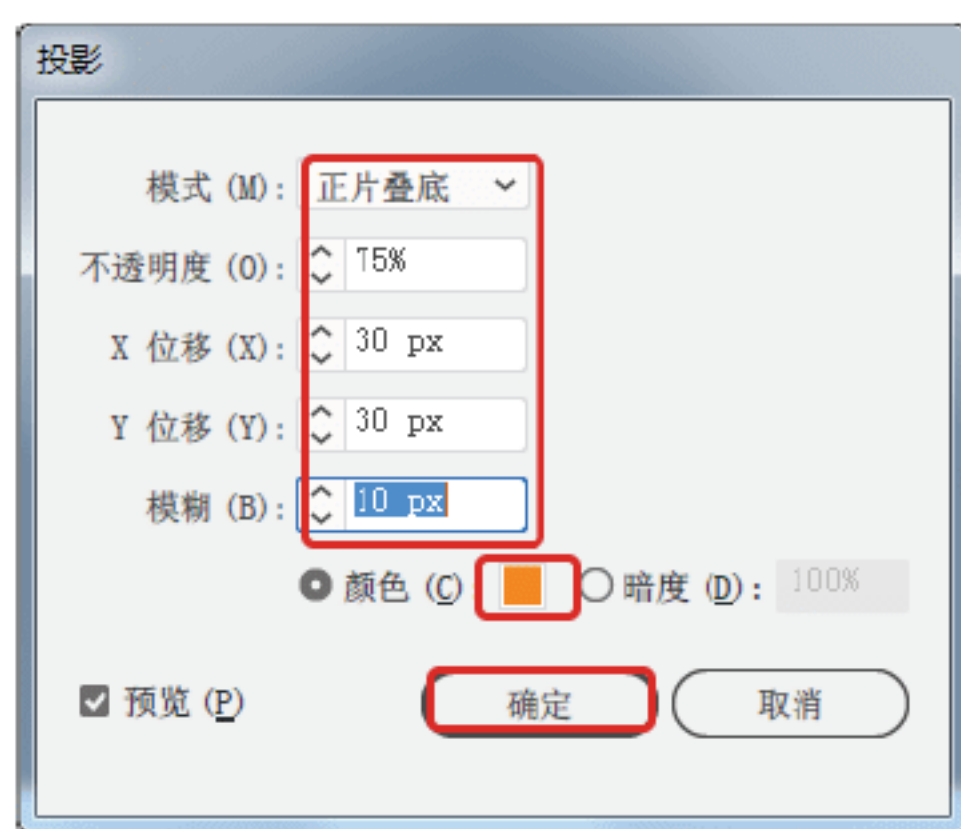 投影
模式 (M): 正片叠底
不透明度 (O): 75%
X 位移 (X): 30 px
Y 位移 (Y): 30 px
模糊 (B): 10 px
颜色 (C) 暗度 (D): 100%
预览 (P) 确定 取消